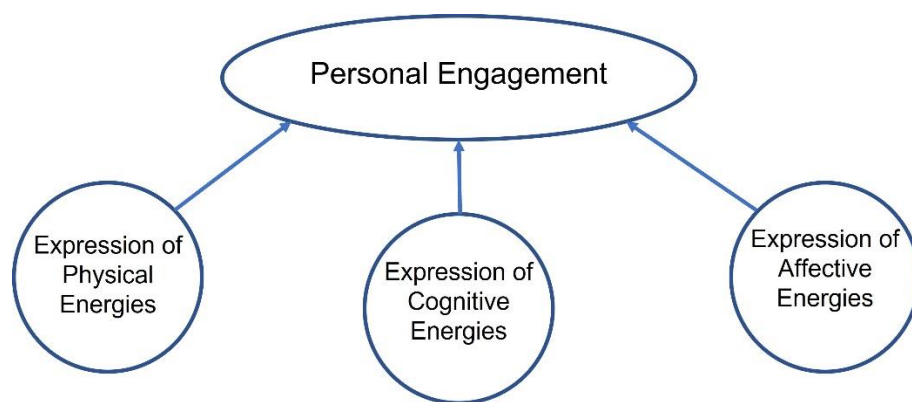 Personal Engagement
Expression of
Physical
Energies
Expression of
Cognitive
Energies
Expression of
Affective
Energies